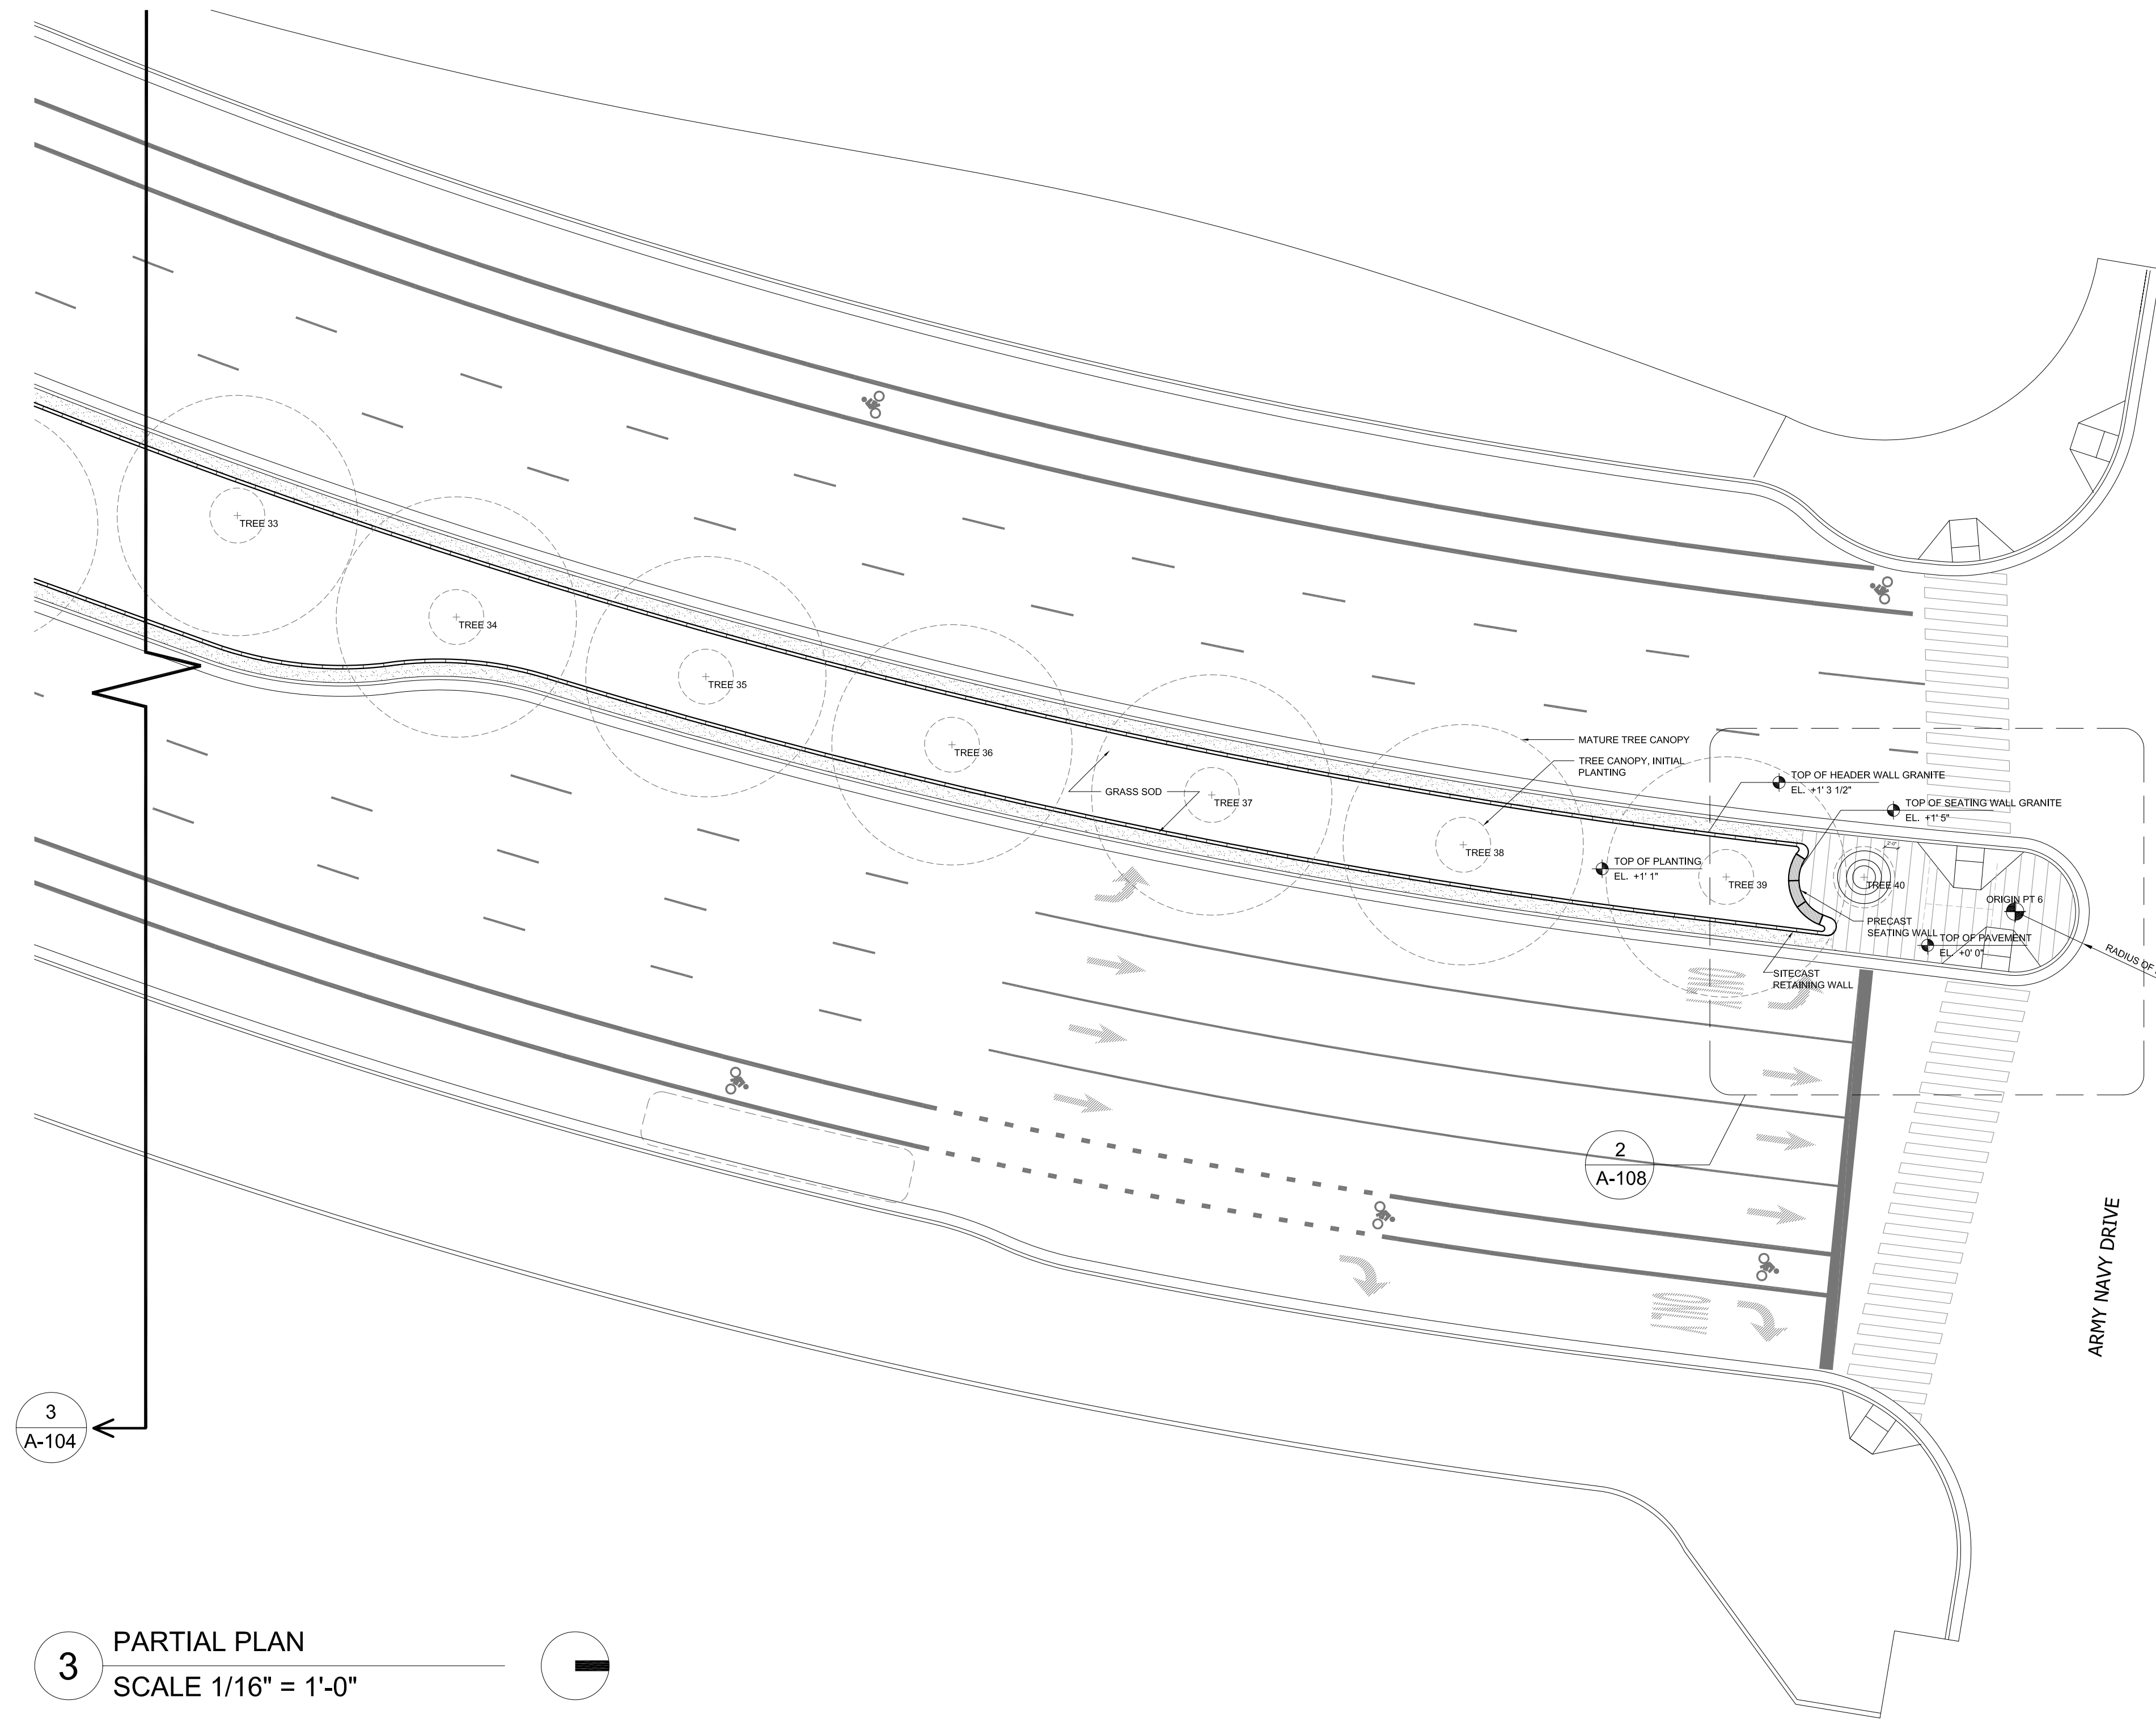 TREE 33
TREE 34
TREE 35
TREE 36
GRASS SOD
TREE 37
TREE 38
MATURE TREE CANOPY
TREE CANOPY, INITIAL
PLANTING
TOP OF HEADER WALL GRANITE
EL. +1' 3 1/2"
TOP OF SEATING WALL GRANITE
EL. +1' 5"
TOP OF PLANTING
EL. +1' 1"
TREE 39
2'-0"
TREE 40
ORIGIN PT 6
PRECAST
SEATING WALL
TOP OF PAVEMENT
EL. +0' 0"
RADIUS OF
SITECAST
RETAINING WALL
2
A-108
ARMY NAVY DRIVE
3
A-104
3
PARTIAL PLAN
SCALE 1/16" = 1'-0"